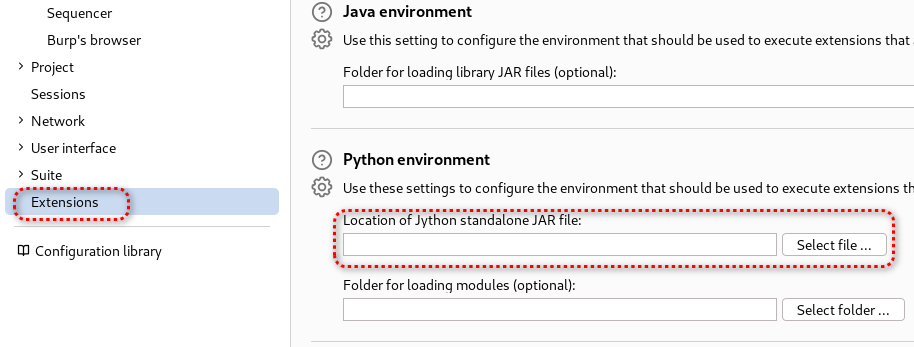 Sequencer
Burp's browser
Project
Sessions
Network
User interface
Suite
Extensions
Configuration library
Java environment
Use this setting to configure the environment that should be used to execute extensions that
Folder for loading library JAR files (optional):
Python environment
Use these settings to configure the environment that should be used to execute extensions th
Location of Jython standalone JAR file:
Select file ...
Folder for loading modules (optional):
Select folder ...